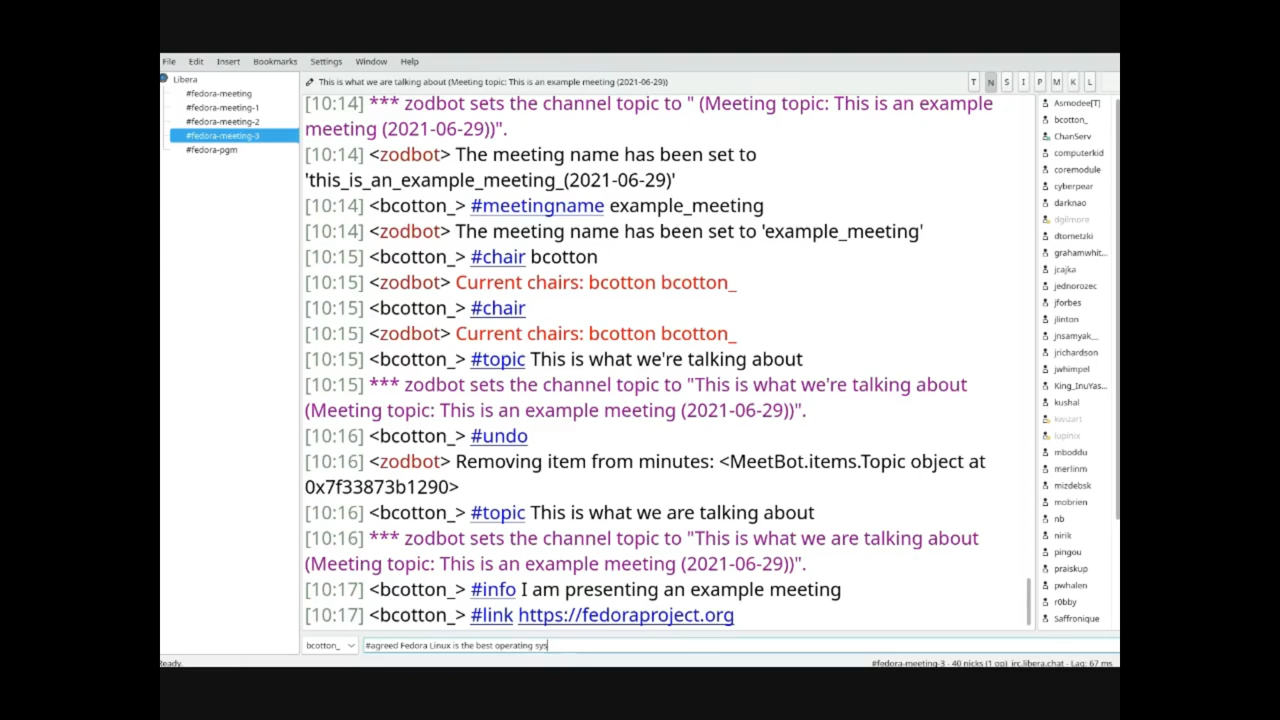 File Edit Insert Bookmarks Settings Window Help
Libera
#fedora-meeting
#fedora-meeting-1
#fedora-meeting-2
#fedora-meeting-3
#fedora-pgm
This is what we are talking about (Meeting topic: This is an example meeting (2021-06-29))
T N S I P M K L
[10:14] *** zodbot sets the channel topic to " (Meeting topic: This is an example
meeting (2021-06-29))".
[10:14] <zodbot> The meeting name has been set to
'this_is_an_example_meeting_(2021-06-29)'
[10:14] <bcotton_> #meetingname example_meeting
[10:14] <zodbot> The meeting name has been set to 'example_meeting'
[10:15] <bcotton_> #chair bcotton
[10:15] <zodbot> Current chairs: bcotton bcotton_
[10:15] <bcotton_> #chair
[10:15] <zodbot> Current chairs: bcotton bcotton_
[10:15] <bcotton_> #topic This is what we're talking about
[10:15] *** zodbot sets the channel topic to "This is what we're talking about
(Meeting topic: This is an example meeting (2021-06-29))".
[10:16] <bcotton_> #undo
[10:16] <zodbot> Removing item from minutes: <MeetBot.items.Topic object at
0x7f33873b1290>
[10:16] <bcotton_> #topic This is what we are talking about
[10:16] *** zodbot sets the channel topic to "This is what we are talking about
(Meeting topic: This is an example meeting (2021-06-29))".
[10:17] <bcotton_> #info I am presenting an example meeting
[10:17] <bcotton_> #link https://fedoraproject.org
bcotton_ #agreed Fedora Linux is the best operating sys
Asmodee[T]
bcotton_
ChanServ
computerkid
coremodule
cyberpear
darknao
dgilmore
dtometzki
grahamwhit...
jcajka
jednorozec
jforbes
jlinton
jnsamyak_
jrichardson
jwhimpel
King_InuYas...
kushal
kwizart
lupinix
mboddu
merlinm
mizdebsk
mobrien
nb
nirik
pingou
praiskup
pwhalen
r0bby
Saffronique
Ready. #fedora-meeting-3 - 40 nicks (1 op) irc.libera.chat - Lag: 67 ms